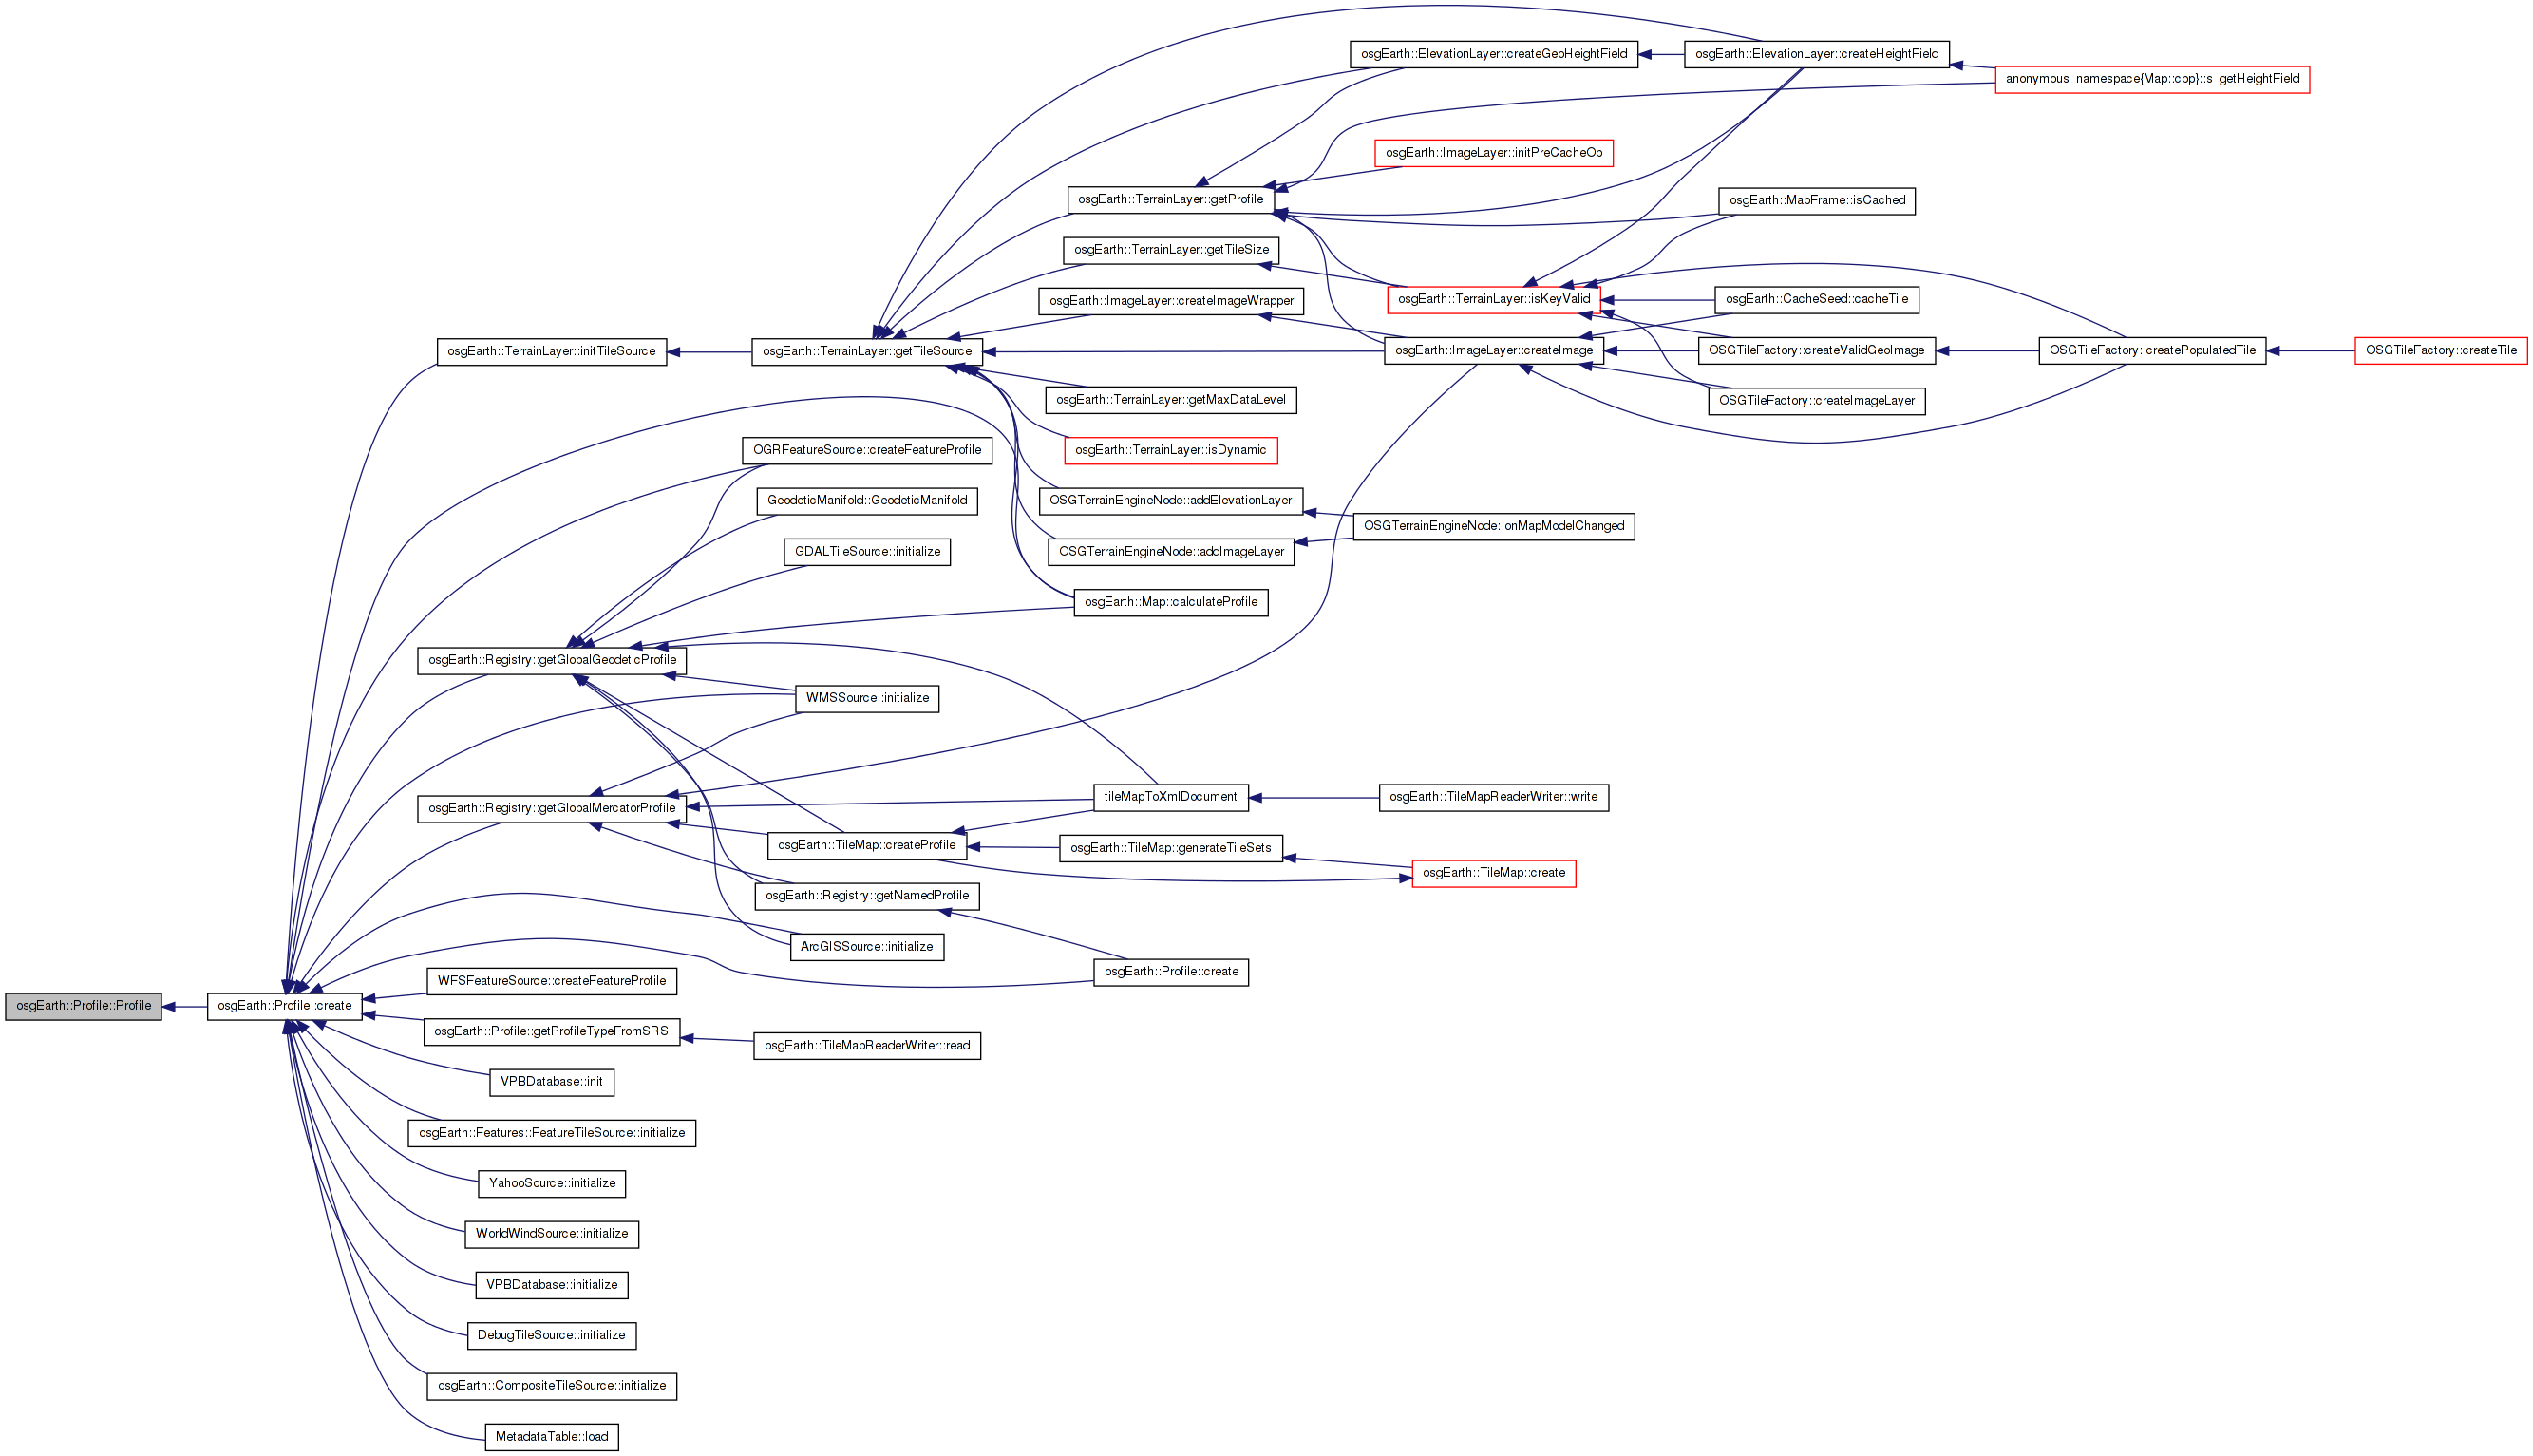 osgEarth::ElevationLayer::createGeoHeightField
osgEarth::ElevationLayer::createHeightField
anonymous_namespace{Map::cpp}::s_getHeightField
osgEarth::ImageLayer::initPreCacheOp
osgEarth::TerrainLayer::getProfile
osgEarth::MapFrame::isCached
osgEarth::TerrainLayer::getTileSize
osgEarth::ImageLayer::createImageWrapper
osgEarth::TerrainLayer::isKeyValid
osgEarth::CacheSeed::cacheTile
osgEarth::TerrainLayer::initTileSource
osgEarth::TerrainLayer::getTileSource
osgEarth::ImageLayer::createImage
OSGTileFactory::createValidGeoImage
OSGTileFactory::createPopulatedTile
OSGTileFactory::createTile
osgEarth::TerrainLayer::getMaxDataLevel
OSGTileFactory::createImageLayer
OGRFeatureSource::createFeatureProfile
osgEarth::TerrainLayer::isDynamic
GeodeticManifold::GeodeticManifold
OSGTerrainEngineNode::addElevationLayer
OSGTerrainEngineNode::onMapModelChanged
GDALTileSource::initialize
OSGTerrainEngineNode::addImageLayer
osgEarth::Map::calculateProfile
osgEarth::Registry::getGlobalGeodeticProfile
WMSSource::initialize
osgEarth::Registry::getGlobalMercatorProfile
tileMapToXmlDocument
osgEarth::TileMapReaderWriter::write
osgEarth::TileMap::createProfile
osgEarth::TileMap::generateTileSets
osgEarth::TileMap::create
osgEarth::Registry::getNamedProfile
ArcGISSource::initialize
osgEarth::Profile::create
WFSFeatureSource::createFeatureProfile
osgEarth::Profile::Profile
osgEarth::Profile::create
osgEarth::Profile::getProfileTypeFromSRS
osgEarth::TileMapReaderWriter::read
VPBDatabase::init
osgEarth::Features::FeatureTileSource::initialize
YahooSource::initialize
WorldWindSource::initialize
VPBDatabase::initialize
DebugTileSource::initialize
osgEarth::CompositeTileSource::initialize
MetadataTable::load